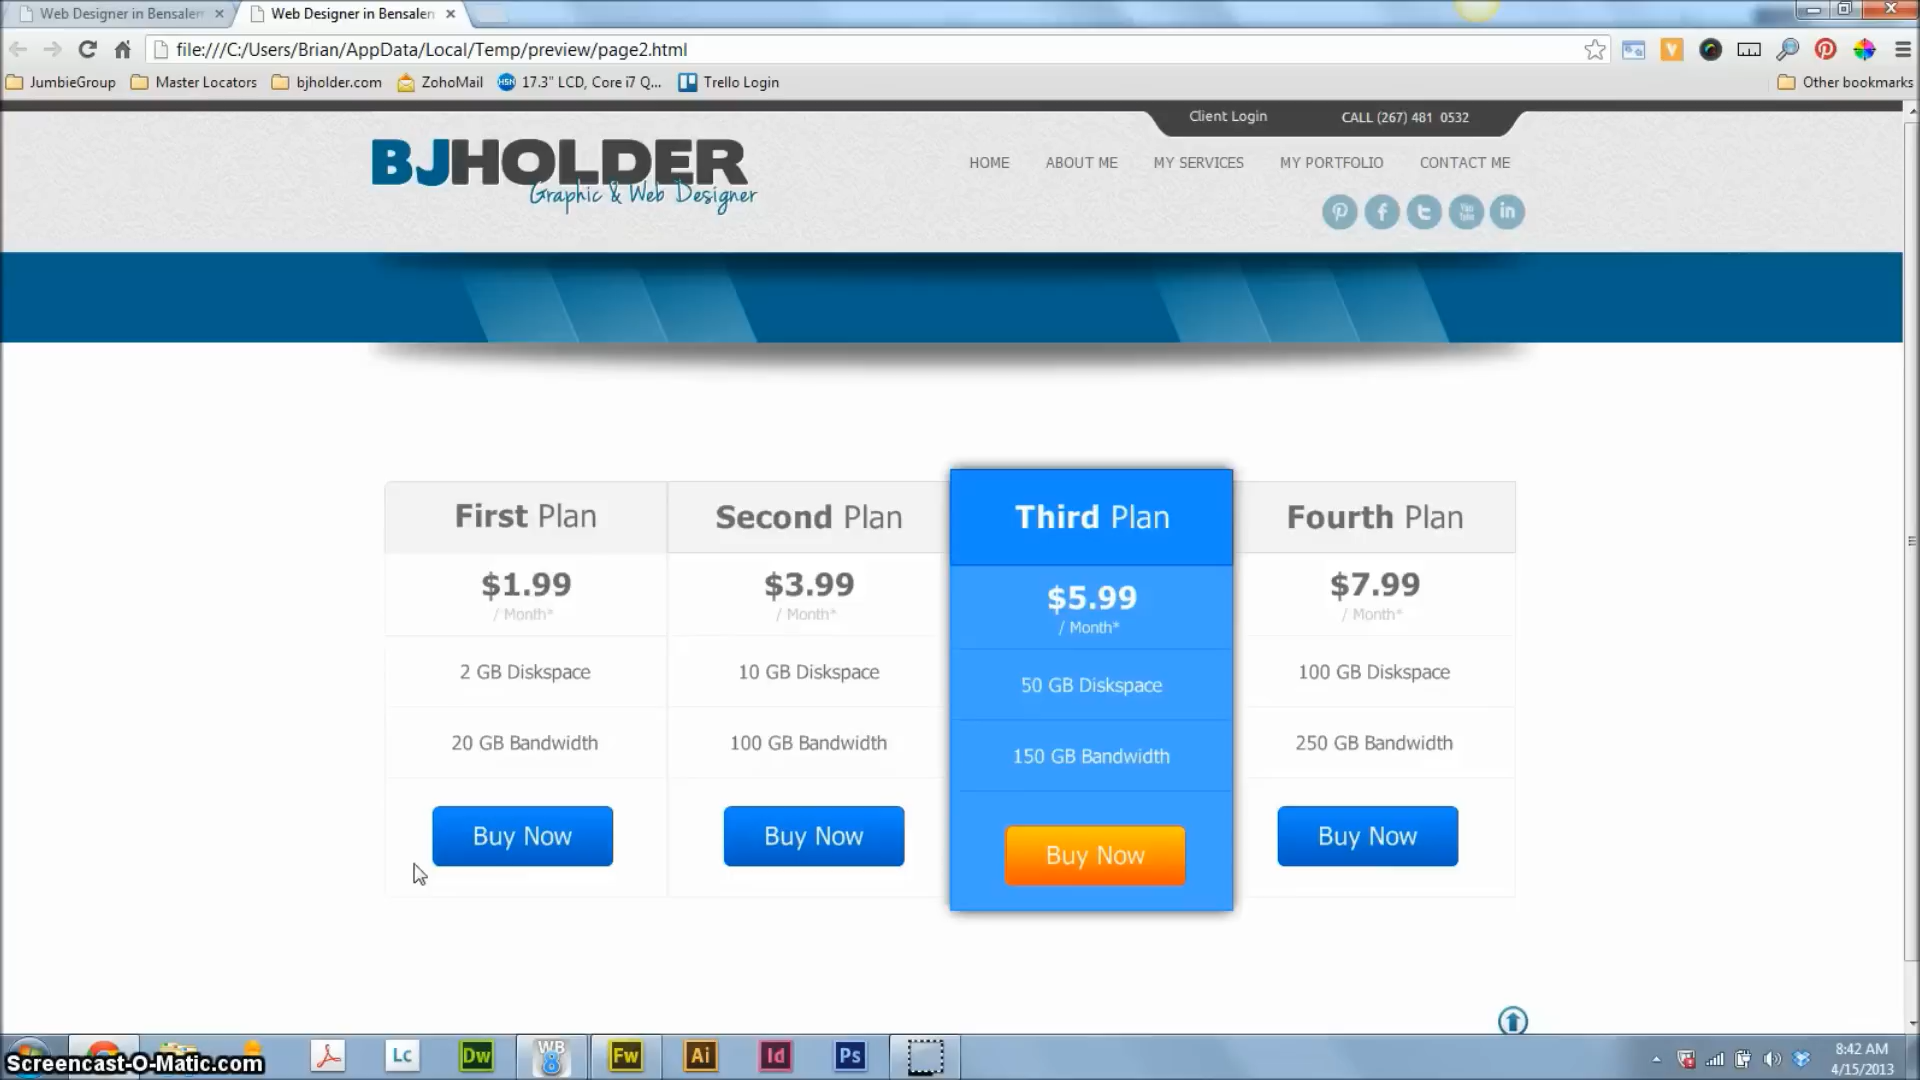 Web Designer in Bensalem
Web Designer in Bensalem
file:///C:/Users/Brian/AppData/Local/Temp/preview/page2.html
JumbieGroup
Master Locators
bjholder.com
ZohoMail
17.3" LCD, Core i7 Q...
Trello Login
Other bookmarks
Client Login
CALL (267) 481 0532
BJHOLDER
Graphic & Web Designer
HOME
ABOUT ME
MY SERVICES
MY PORTFOLIO
CONTACT ME
You Tube
in
First Plan
Second Plan
Third Plan
Fourth Plan
$1.99
$3.99
$5.99
$7.99
/ Month*
/ Month*
/ Month*
/ Month*
2 GB Diskspace
10 GB Diskspace
50 GB Diskspace
100 GB Diskspace
20 GB Bandwidth
100 GB Bandwidth
150 GB Bandwidth
250 GB Bandwidth
Buy Now
Buy Now
Buy Now
Buy Now
Screencast-O-Matic.com
Lc
Dw
WB
8
Fw
Ai
Id
Ps
8:42 AM
4/15/2013